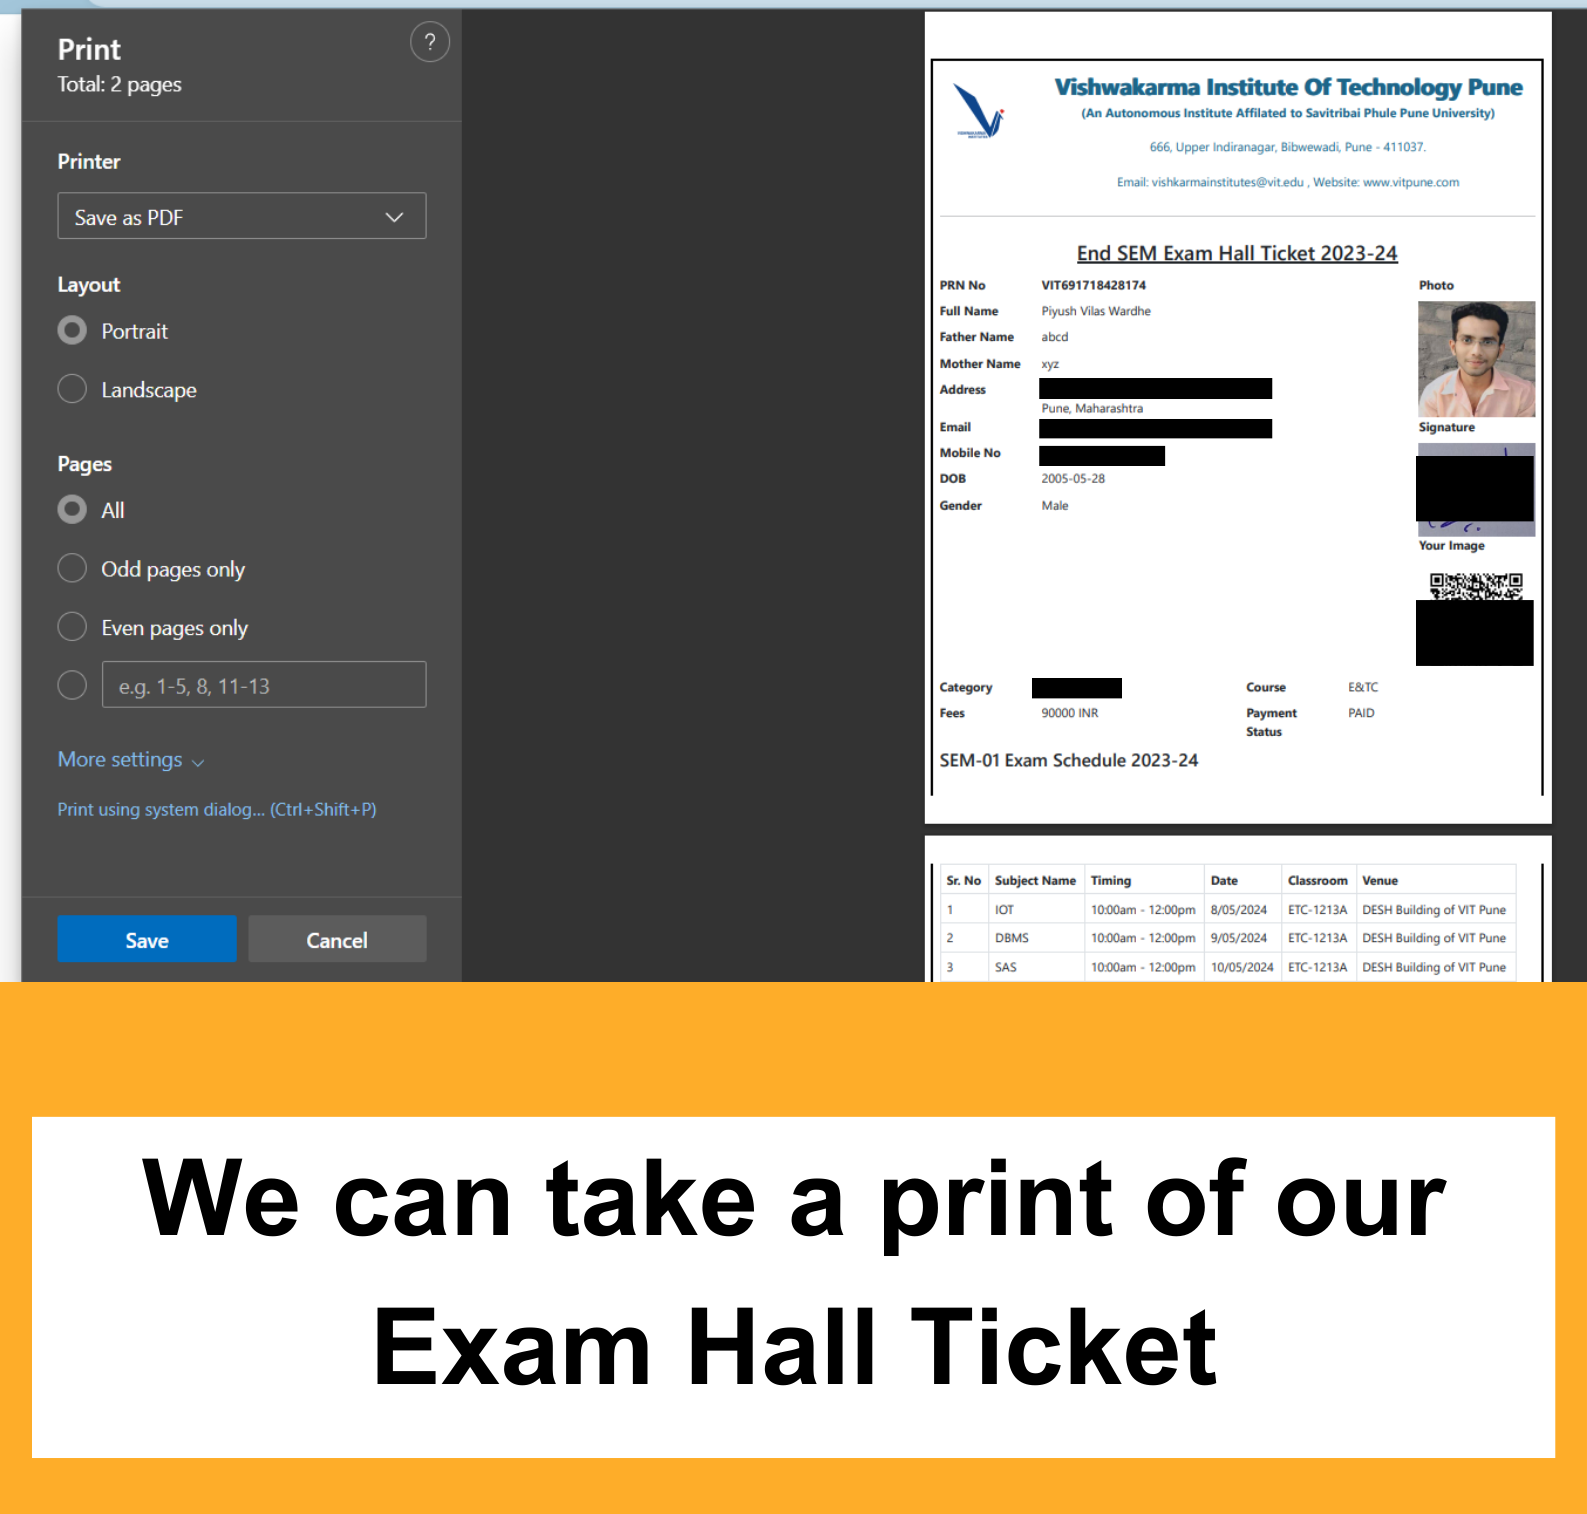 Print
Total: 2 pages
?
Printer
Save as PDF
Layout
Portrait
Landscape
Pages
All
Odd pages only
Even pages only
e.g. 1-5, 8, 11-13
More settings
Print using system dialog... (Ctrl+Shift+P)
Save Cancel
Vishwakarma Institute Of Technology Pune
(An Autonomous Institute Affilated to Savitribai Phule Pune University)
666, Upper Indiranagar, Bibwewadi, Pune - 411037.
Email: vishkarmainstitutes@vit.edu , Website: www.vitpune.com
End SEM Exam Hall Ticket 2023-24
PRN No VIT691718428174 Photo
Full Name Piyush Vilas Wardhe
Father Name abcd
Mother Name xyz
Address
Pune, Maharashtra
Email Signature
Mobile No
DOB 2005-05-28
Gender Male
Your Image
Category Course E&TC
Fees 90000 INR Payment Status PAID
SEM-01 Exam Schedule 2023-24
Sr. No Subject Name Timing Date Classroom Venue
1 IOT 10:00am - 12:00pm 8/05/2024 ETC-1213A DESH Building of VIT Pune
2 DBMS 10:00am - 12:00pm 9/05/2024 ETC-1213A DESH Building of VIT Pune
3 SAS 10:00am - 12:00pm 10/05/2024 ETC-1213A DESH Building of VIT Pune
We can take a print of our
Exam Hall Ticket